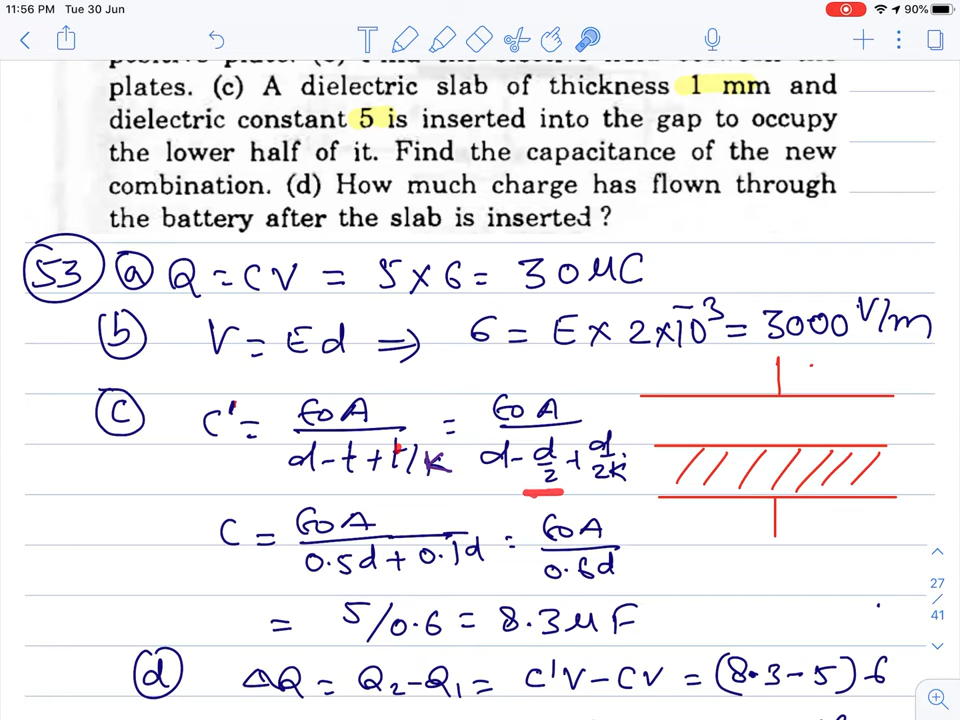 11:56 PM Tue 30 Jun 90%
plates. (c) A dielectric slab of thickness 1 mm and
dielectric constant 5 is inserted into the gap to occupy
the lower half of it. Find the capacitance of the new
combination. (d) How much charge has flown through
the battery after the slab is inserted ?
53 (a) Q = CV = 5 × 6 = 30 μC
(b) V = Ed ⇒ 6 = E × 2 × 10⁻³ = 3000 V/m
(c) C' = ϵ0A / (d - t + t/K) = ϵ0A / (d - d/2 + d/2K)
C = ϵ0A / (0.5d + 0.1d) = ϵ0A / 0.6d
= 5/0.6 = 8.3 μF
(d) ΔQ = Q₂ - Q₁ = C'V - CV = (8.3 - 5) 6
27
/
41